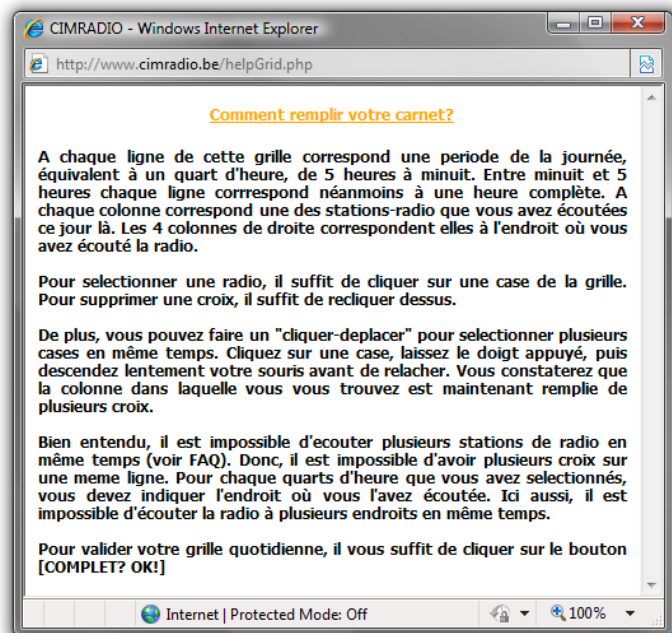 CIMRADIO - Windows Internet Explorer
http://www.cimradio.be/helpGrid.php
Comment remplir votre carnet?
A chaque ligne de cette grille correspond une periode de la journée,
équivalent à un quart d'heure, de 5 heures à minuit. Entre minuit et 5
heures chaque ligne corrrespond néanmoins à une heure complète. A
chaque colonne correspond une des stations-radio que vous avez écoutées
ce jour là. Les 4 colonnes de droite correspondent elles à l'endroit où vous
avez écouté la radio.
Pour selectionner une radio, il suffit de cliquer sur une case de la grille.
Pour supprimer une croix, il suffit de recliquer dessus.
De plus, vous pouvez faire un "cliquer-deplacer" pour selectionner plusieurs
cases en même temps. Cliquez sur une case, laissez le doigt appuyé, puis
descendez lentement votre souris avant de relacher. Vous constaterez que
la colonne dans laquelle vous vous trouvez est maintenant remplie de
plusieurs croix.
Bien entendu, il est impossible d'ecouter plusieurs stations de radio en
même temps (voir FAQ). Donc, il est impossible d'avoir plusieurs croix sur
une meme ligne. Pour chaque quarts d'heure que vous avez selectionnés,
vous devez indiquer l'endroit où vous l'avez écoutée. Ici aussi, il est
impossible d'écouter la radio à plusieurs endroits en même temps.
Pour valider votre grille quotidienne, il vous suffit de cliquer sur le bouton
[COMPLET? OK!]
Internet | Protected Mode: Off
100%